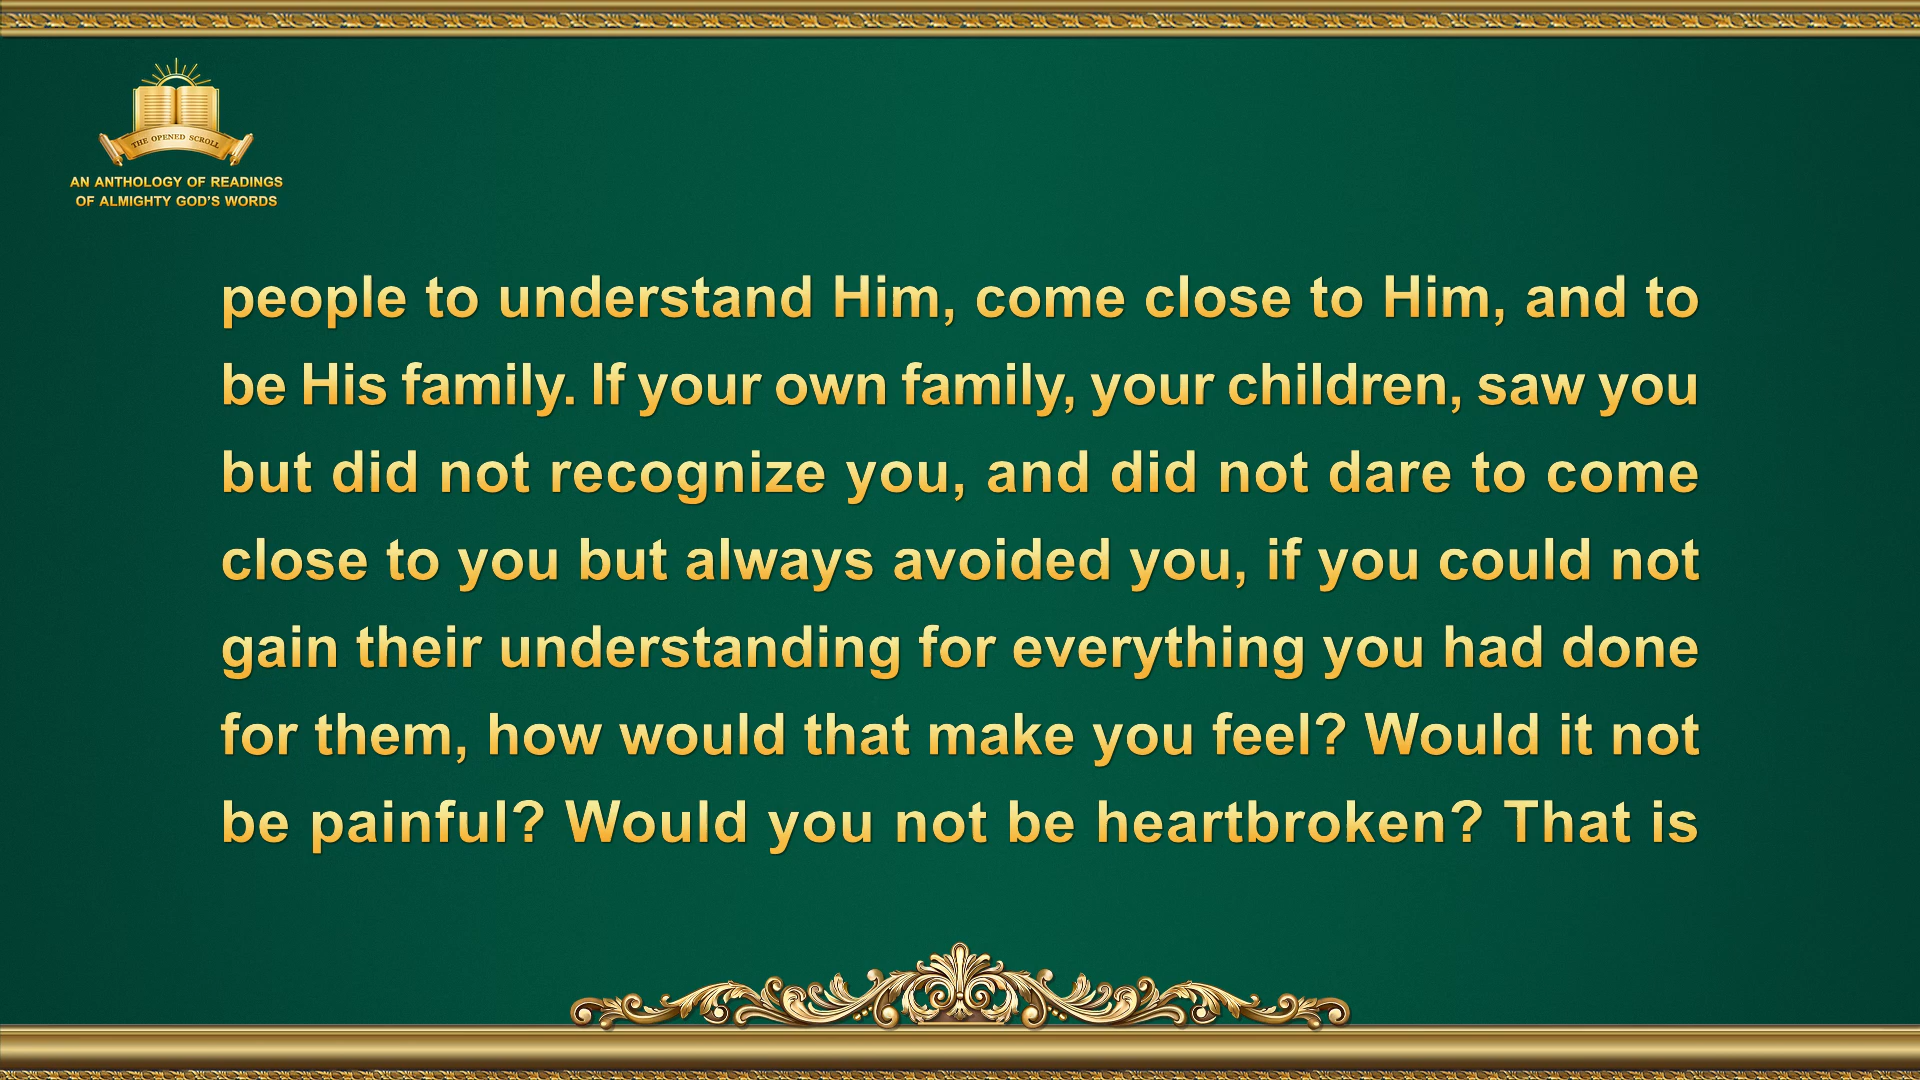 THE OPENED SCROLL
AN ANTHOLOGY OF READINGS
OF ALMIGHTY GOD'S WORDS
people to understand Him, come close to Him, and to
be His family. If your own family, your children, saw you
but did not recognize you, and did not dare to come
close to you but always avoided you, if you could not
gain their understanding for everything you had done
for them, how would that make you feel? Would it not
be painful? Would you not be heartbroken? That is